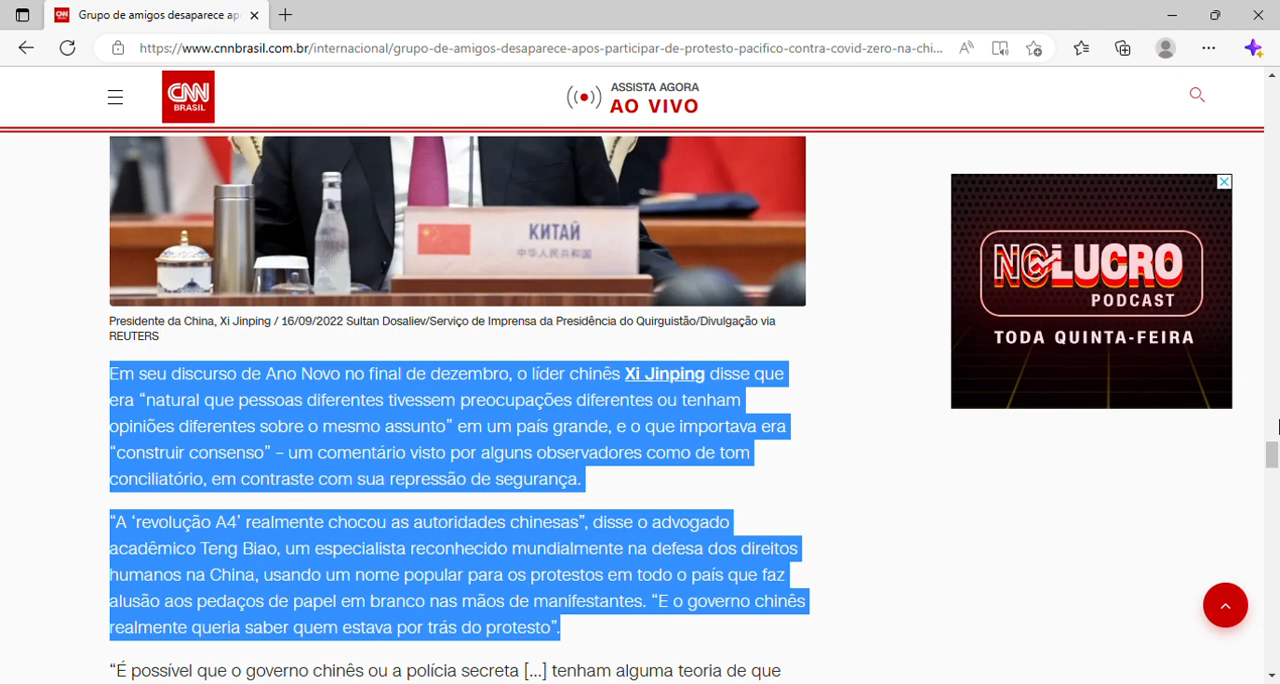 Grupo de amigos desaparece ap
https://www.cnnbrasil.com.br/internacional/grupo-de-amigos-desaparece-apos-participar-de-protesto-pacifico-contra-covid-zero-na-chi...
CNN
BRASIL
ASSISTA AGORA
AO VIVO
КИТАЙ
中华人民共和国
NO LUCRO
PODCAST
TODA QUINTA-FEIRA
Presidente da China, Xi Jinping / 16/09/2022 Sultan Dosaliev/Serviço de Imprensa da Presidência do Quirguistão/Divulgação via
REUTERS
Em seu discurso de Ano Novo no final de dezembro, o líder chinês Xi Jinping disse que
era “natural que pessoas diferentes tivessem preocupações diferentes ou tenham
opiniões diferentes sobre o mesmo assunto” em um país grande, e o que importava era
“construir consenso” – um comentário visto por alguns observadores como de tom
conciliatório, em contraste com sua repressão de segurança.
“A ‘revolução A4’ realmente chocou as autoridades chinesas”, disse o advogado
acadêmico Teng Biao, um especialista reconhecido mundialmente na defesa dos direitos
humanos na China, usando um nome popular para os protestos em todo o país que faz
alusão aos pedaços de papel em branco nas mãos de manifestantes. “E o governo chinês
realmente queria saber quem estava por trás do protesto”.
“É possível que o governo chinês ou a polícia secreta [...] tenham alguma teoria de que